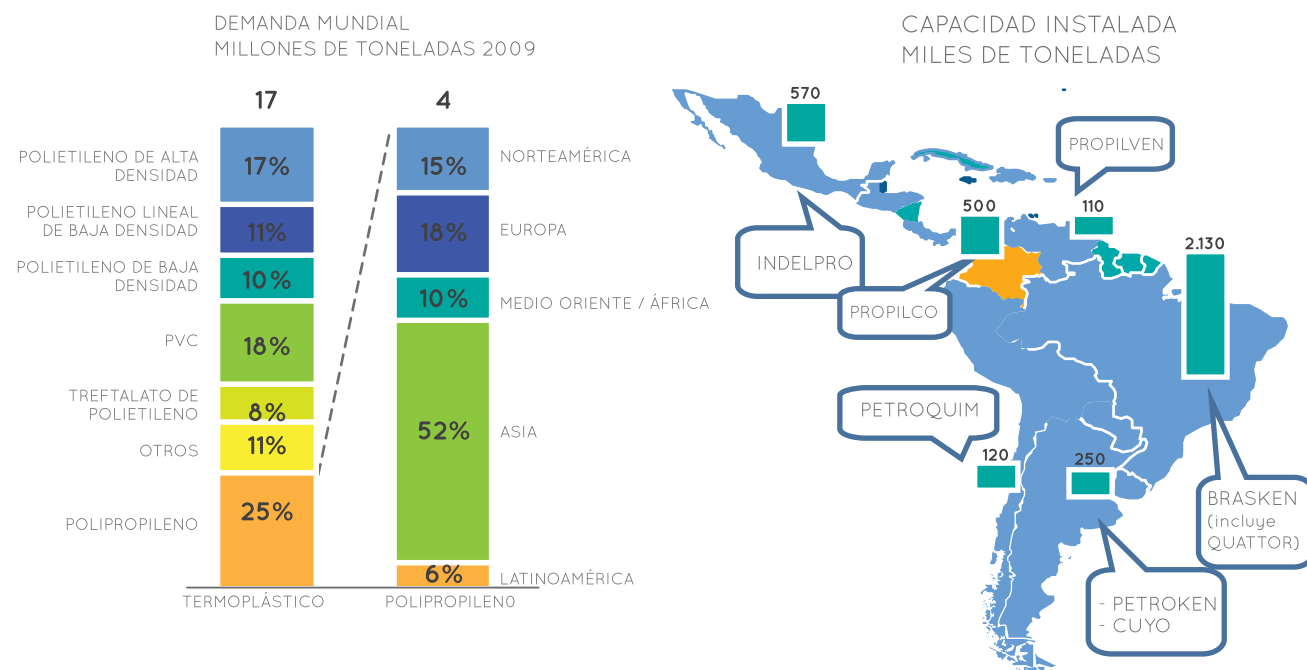 DEMANDA MUNDIAL
MILLONES DE TONELADAS 2009
17
4
POLIETILENO DE ALTA
DENSIDAD
17%
POLIETILENO LINEAL
DE BAJA DENSIDAD
11%
POLIETILENO DE BAJA
DENSIDAD
10%
PVC
18%
TREFTALATO DE
POLIETILENO
8%
OTROS
11%
POLIPROPILENO
25%
TERMOPLÁSTICO
15%
NORTEAMÉRICA
18%
EUROPA
10%
MEDIO ORIENTE / ÁFRICA
52%
ASIA
6%
LATINOAMÉRICA
POLIPROPILEN0
CAPACIDAD INSTALADA
MILES DE TONELADAS
570
INDELPRO
PROPILVEN
110
500
PROPILCO
2.130
BRASKEN
(incluye
QUATTOR)
PETROQUIM
120
250
- PETROKEN
- CUYO